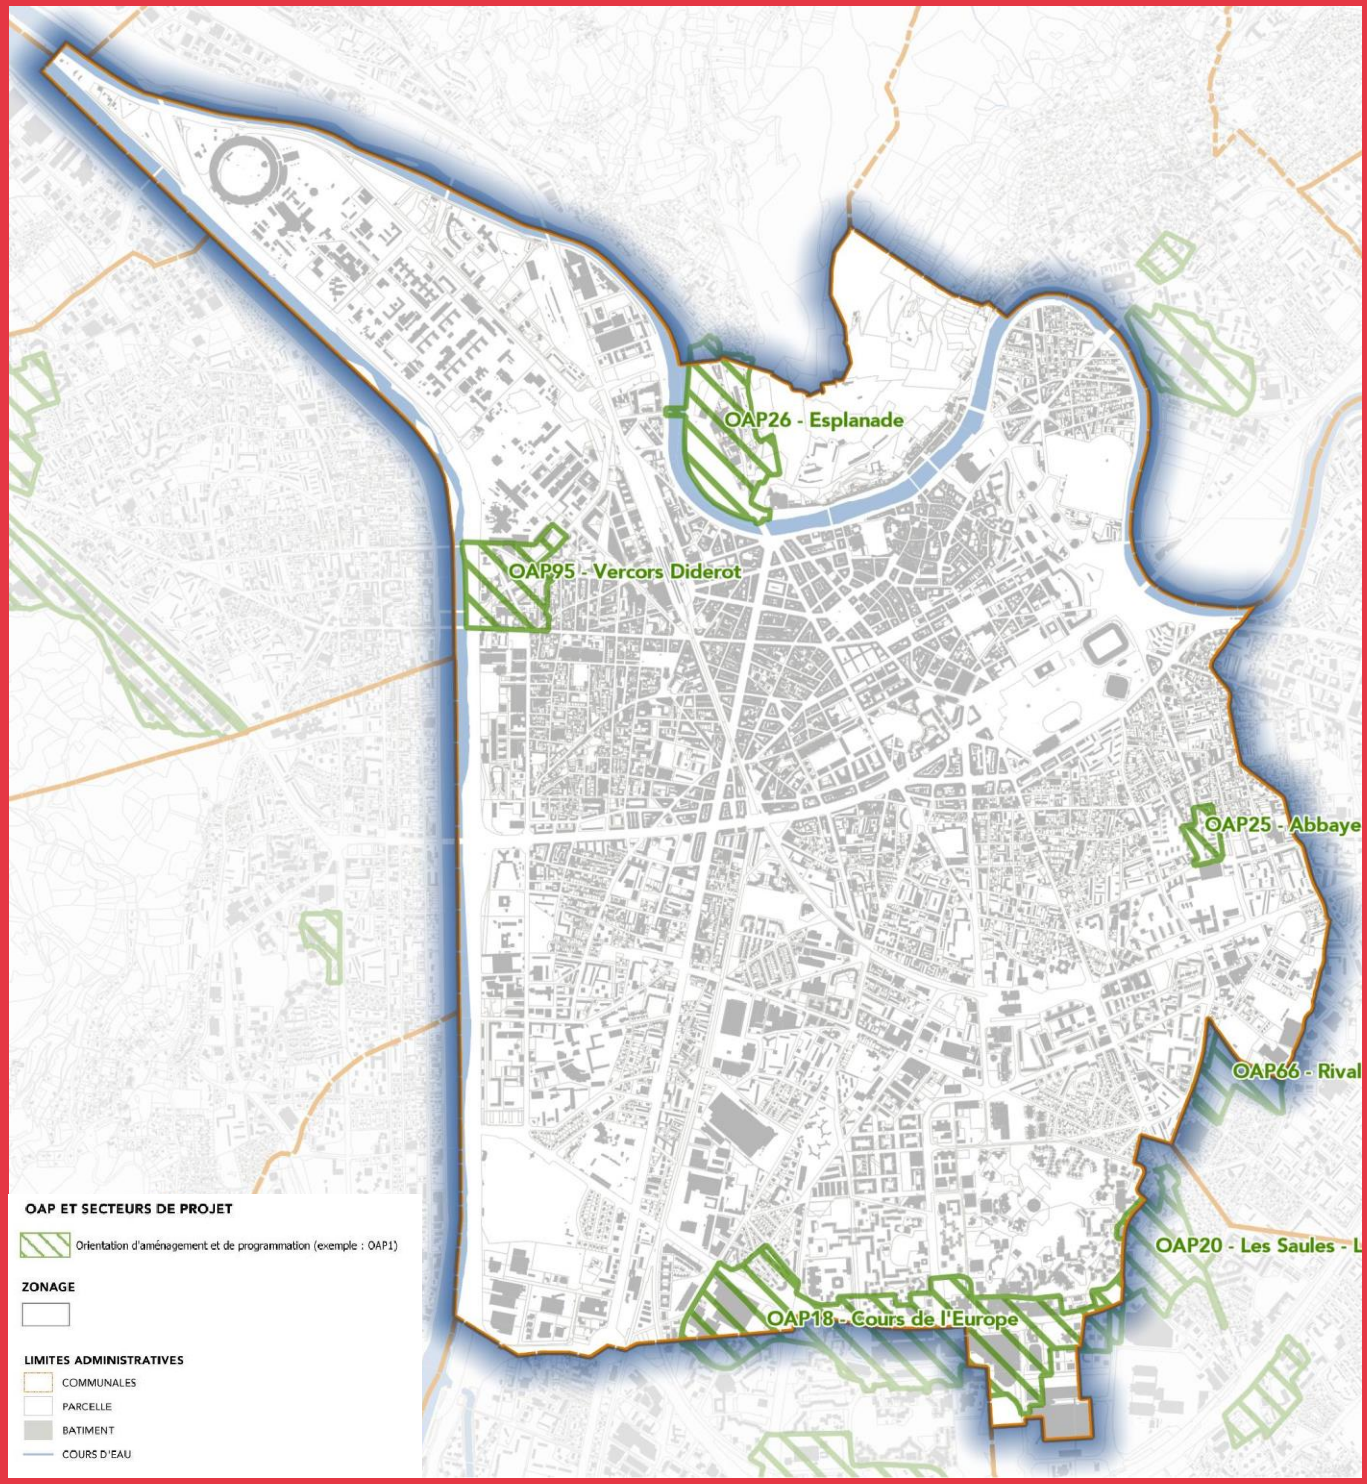 OAP26 - Esplanade
OAP95 - Vercors Diderot
OAP25 - Abbaye
OAP66 - Rival
OAP20 - Les Saules - L
OAP18 - Cours de l'Europe
OAP ET SECTEURS DE PROJET
Orientation d'aménagement et de programmation (exemple : OAP1)
ZONAGE
LIMITES ADMINISTRATIVES
COMMUNALES
PARCELLE
BATIMENT
COURS D'EAU